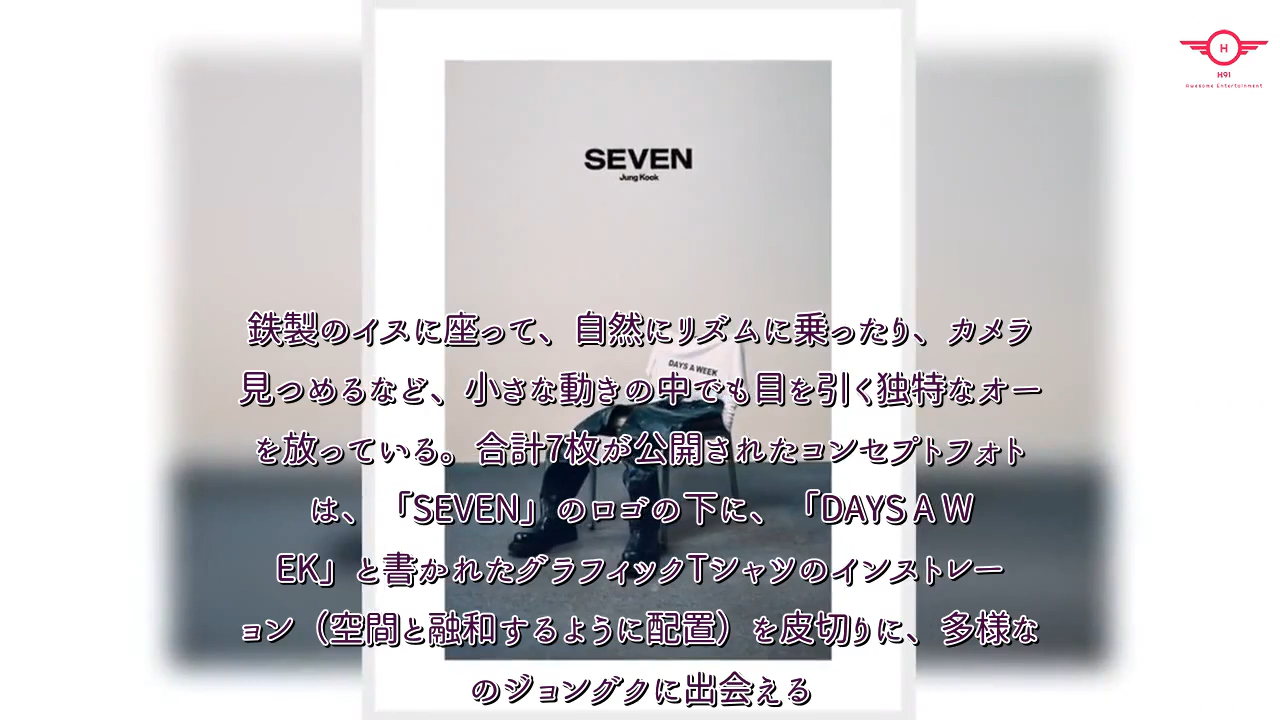 H
H91
Awesome Entertainment
SEVEN
Jung Kook
DAYS A WEEK
鉄製のイスに座って、自然にリズムに乗ったり、カメラ
見つめるなど、小さな動きの中でも目を引く独特なオー
を放っている。合計7枚が公開されたコンセプトフォト
は、「SEVEN」のロゴの下に、「DAYS A W
EK」と書かれたグラフィックTシャツのインストレー
ョン（空間と融和するように配置）を皮切りに、多様な
のジョングクに出会える